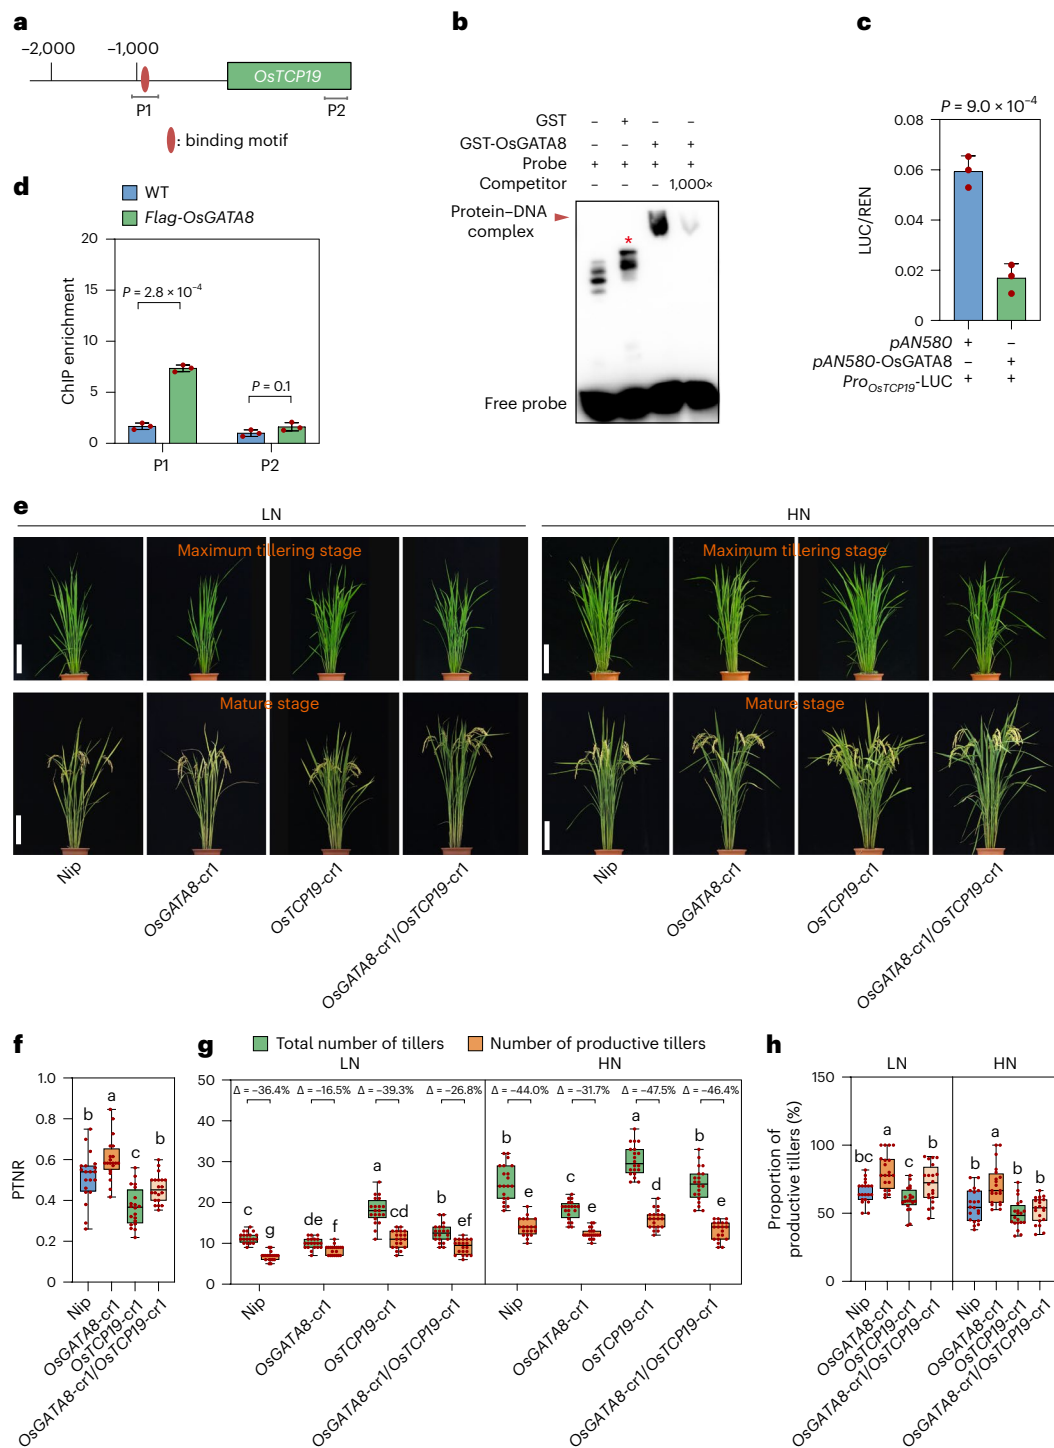 a
−2,000 −1,000
OsTCP19
P1 P2
: binding motif
b
GST − + − −
GST-OsGATA8 − − + +
Probe + + + +
Competitor − − − 1,000×
Protein–DNA
complex
*
Free probe
c
P = 9.0 × 10⁻⁴
0.08
0.06
0.04
0.02
0
LUC/REN
pAN580 + −
pAN580-OsGATA8 − +
ProOsTCP19-LUC + +
d
WT
Flag-OsGATA8
20
15
10
5
0
ChIP enrichment
P = 2.8 × 10⁻⁴
P = 0.1
P1 P2
e
LN HN
Maximum tillering stage Maximum tillering stage
Mature stage Mature stage
Nip OsGATA8-cr1 OsTCP19-cr1 OsGATA8-cr1/OsTCP19-cr1
Nip OsGATA8-cr1 OsTCP19-cr1 OsGATA8-cr1/OsTCP19-cr1
f
1.0
0.8
0.6
0.4
0.2
0
PTNR
b a c b
Nip OsGATA8-cr1 OsTCP19-cr1 OsGATA8-cr1/OsTCP19-cr1
g
Total number of tillers Number of productive tillers
LN HN
50
40
30
20
10
0
Δ = −36.4% Δ = −16.5% Δ = −39.3% Δ = −26.8% Δ = −44.0% Δ = −31.7% Δ = −47.5% Δ = −46.4%
c g de f a cd b ef b e c e a d b e
Nip OsGATA8-cr1 OsTCP19-cr1 OsGATA8-cr1/OsTCP19-cr1
Nip OsGATA8-cr1 OsTCP19-cr1 OsGATA8-cr1/OsTCP19-cr1
h
LN HN
150
100
50
0
Proportion of
productive tillers (%)
bc a c b b a b b
Nip OsGATA8-cr1 OsTCP19-cr1 OsGATA8-cr1/OsTCP19-cr1
Nip OsGATA8-cr1 OsTCP19-cr1 OsGATA8-cr1/OsTCP19-cr1